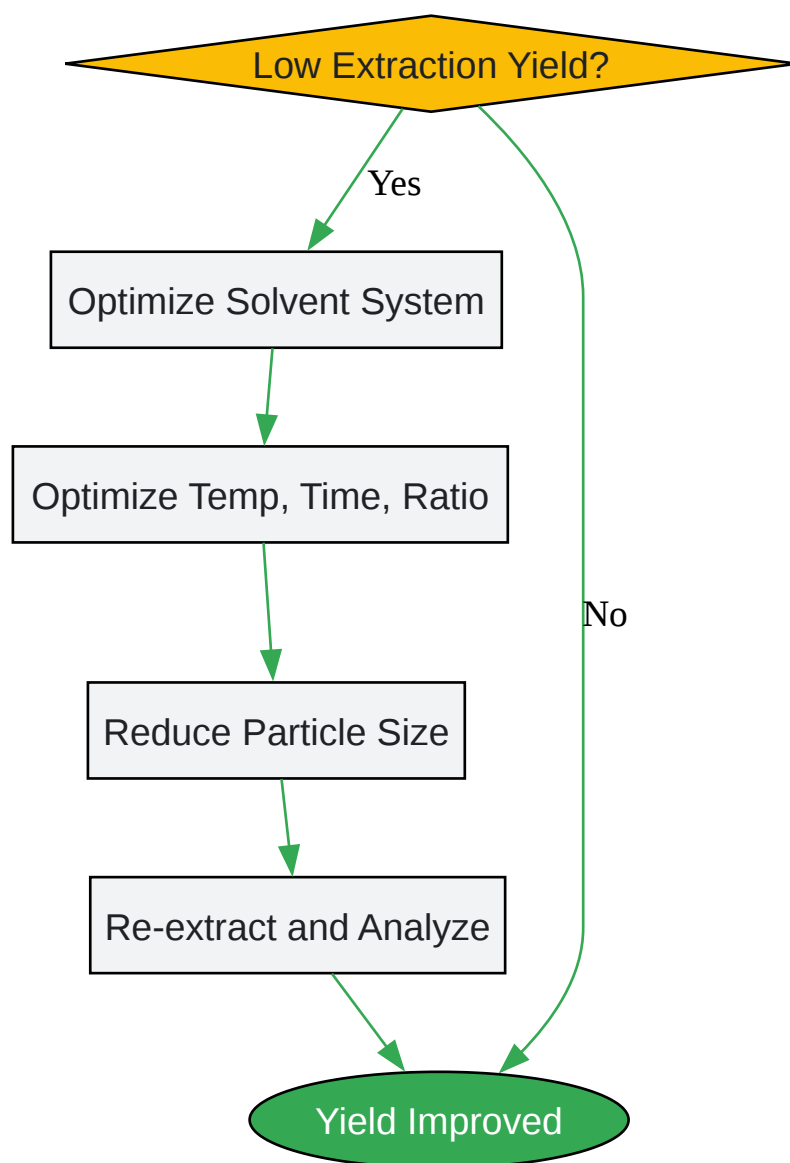 Low Extraction Yield?
Yes
Optimize Solvent System
Optimize Temp, Time, Ratio
No
Reduce Particle Size
Re-extract and Analyze
Yield Improved